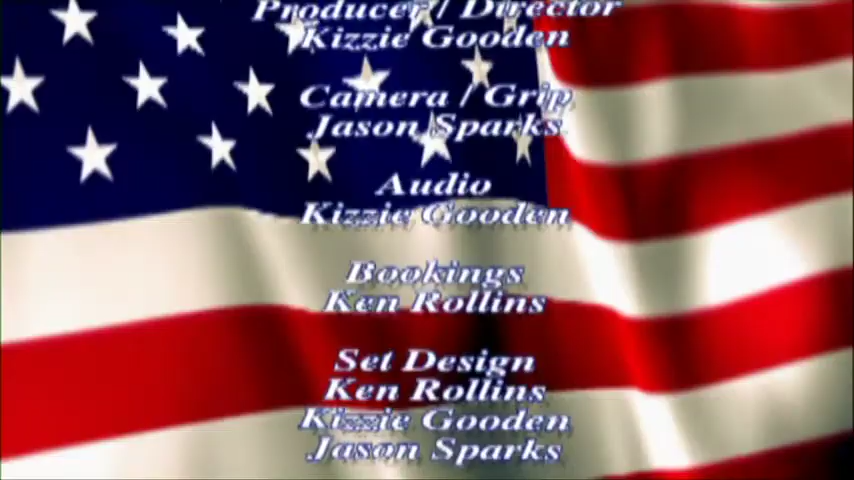 Producer / Director
Kizzie Gooden
Camera / Grip
Jason Sparks
Audio
Kizzie Gooden
Bookings
Ken Rollins
Set Design
Ken Rollins
Kizzie Gooden
Jason Sparks